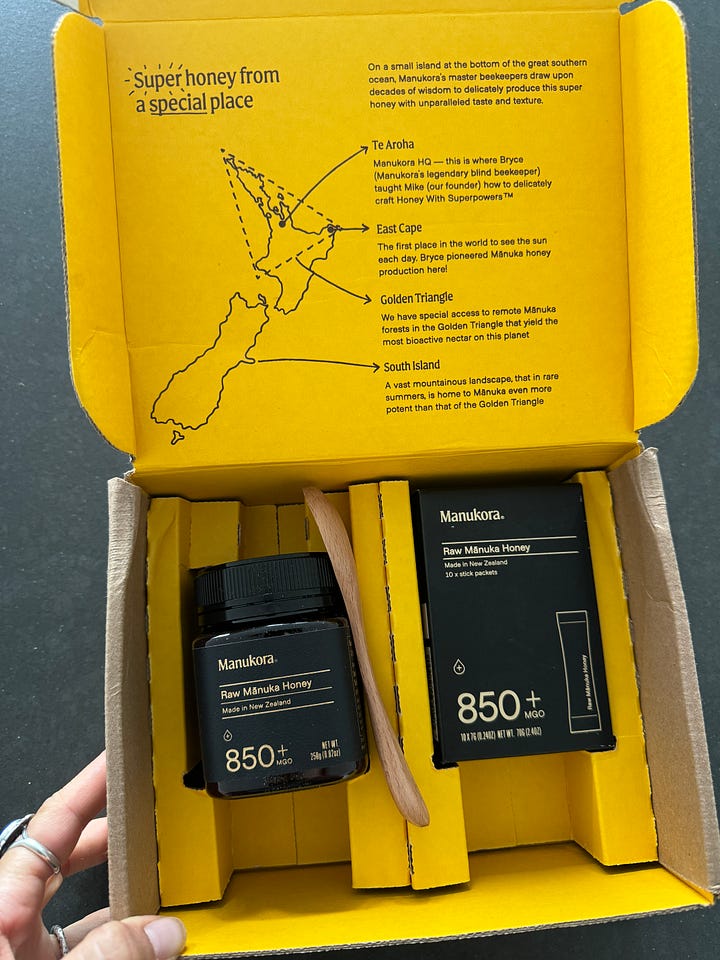 Super honey from
a special place
On a small island at the bottom of the great southern
ocean, Manukora's master beekeepers draw upon
decades of wisdom to delicately produce this super
honey with unparalleled taste and texture.
Te Aroha
Manukora HQ — this is where Bryce
(Manukora's legendary blind beekeeper)
taught Mike (our founder) how to delicately
craft Honey With Superpowers™
East Cape
The first place in the world to see the sun
each day. Bryce pioneered Mānuka honey
production here!
Golden Triangle
We have special access to remote Mānuka
forests in the Golden Triangle that yield the
most bioactive nectar on this planet
South Island
A vast mountainous landscape, that in rare
summers, is home to Mānuka even more
potent than that of the Golden Triangle
Manukora®
Raw Mānuka Honey
Made in New Zealand
850+
MGO
NET WT.
250g (8.82oz)
Manukora®
Raw Mānuka Honey
Made in New Zealand
10 x stick packets
Raw Mānuka Honey
850+
MGO
10 X 7G (0.24OZ) NET WT. 70G (2.4OZ)